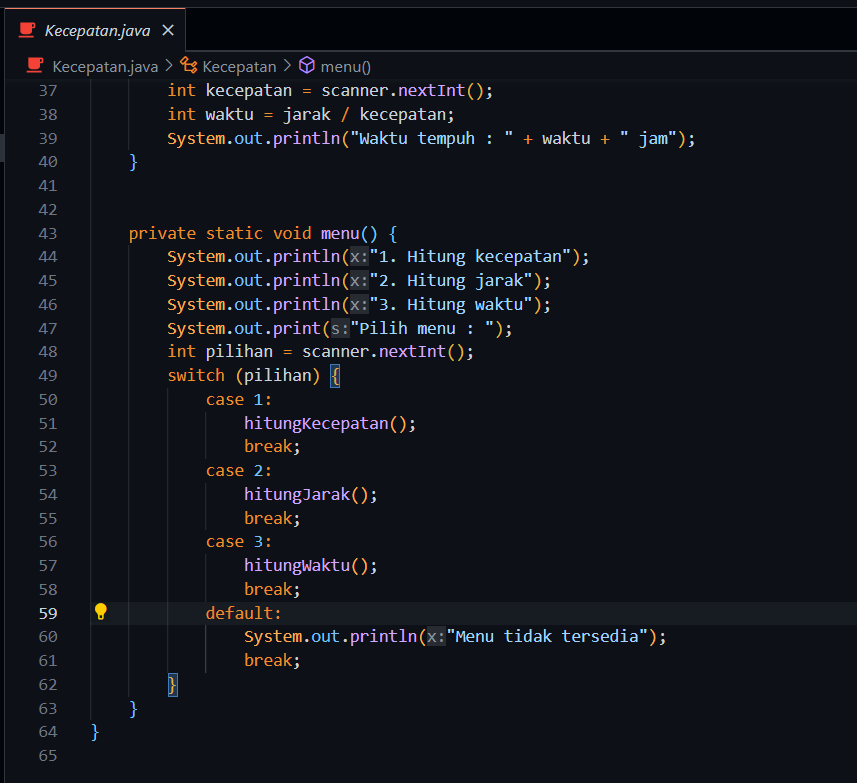 Kecepatan.java ×
Kecepatan.java > Kecepatan > menu()
37 int kecepatan = scanner.nextInt();
38 int waktu = jarak / kecepatan;
39 System.out.println("Waktu tempuh : " + waktu + " jam");
40 }
41
42
43 private static void menu() {
44 System.out.println(x:"1. Hitung kecepatan");
45 System.out.println(x:"2. Hitung jarak");
46 System.out.println(x:"3. Hitung waktu");
47 System.out.print(s:"Pilih menu : ");
48 int pilihan = scanner.nextInt();
49 switch (pilihan) {
50 case 1:
51 hitungKecepatan();
52 break;
53 case 2:
54 hitungJarak();
55 break;
56 case 3:
57 hitungWaktu();
58 break;
59 default:
60 System.out.println(x:"Menu tidak tersedia");
61 break;
62 }
63 }
64 }
65